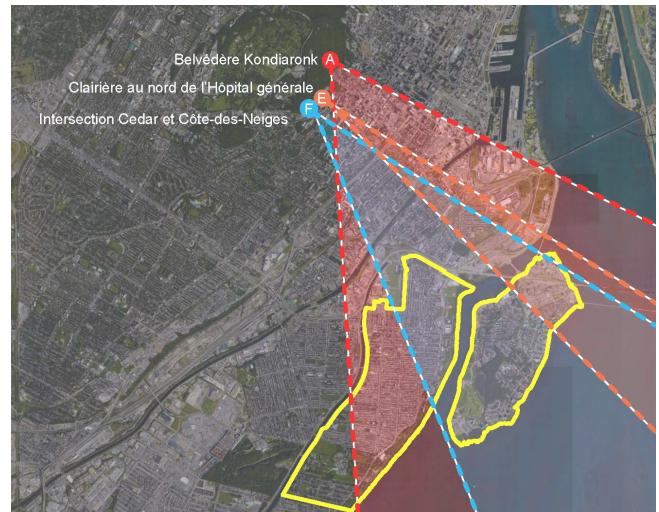 Belvédère Kondiaronk A
Clairière au nord de l'Hôpital générale E
Intersection Cedar et Côte-des-Neiges F